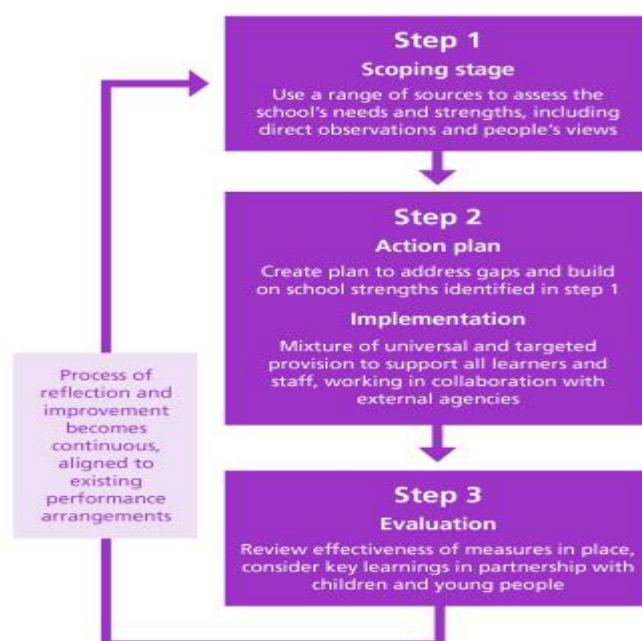 Step 1
Scoping stage
Use a range of sources to assess the
school's needs and strengths, including
direct observations and people's views
Step 2
Action plan
Create plan to address gaps and build
on school strengths identified in step 1
Implementation
Mixture of universal and targeted
provision to support all learners and
staff, working in collaboration with
external agencies
Process of
reflection and
improvement
becomes
continuous,
aligned to
existing
performance
arrangements
Step 3
Evaluation
Review effectiveness of measures in place,
consider key learnings in partnership with
children and young people